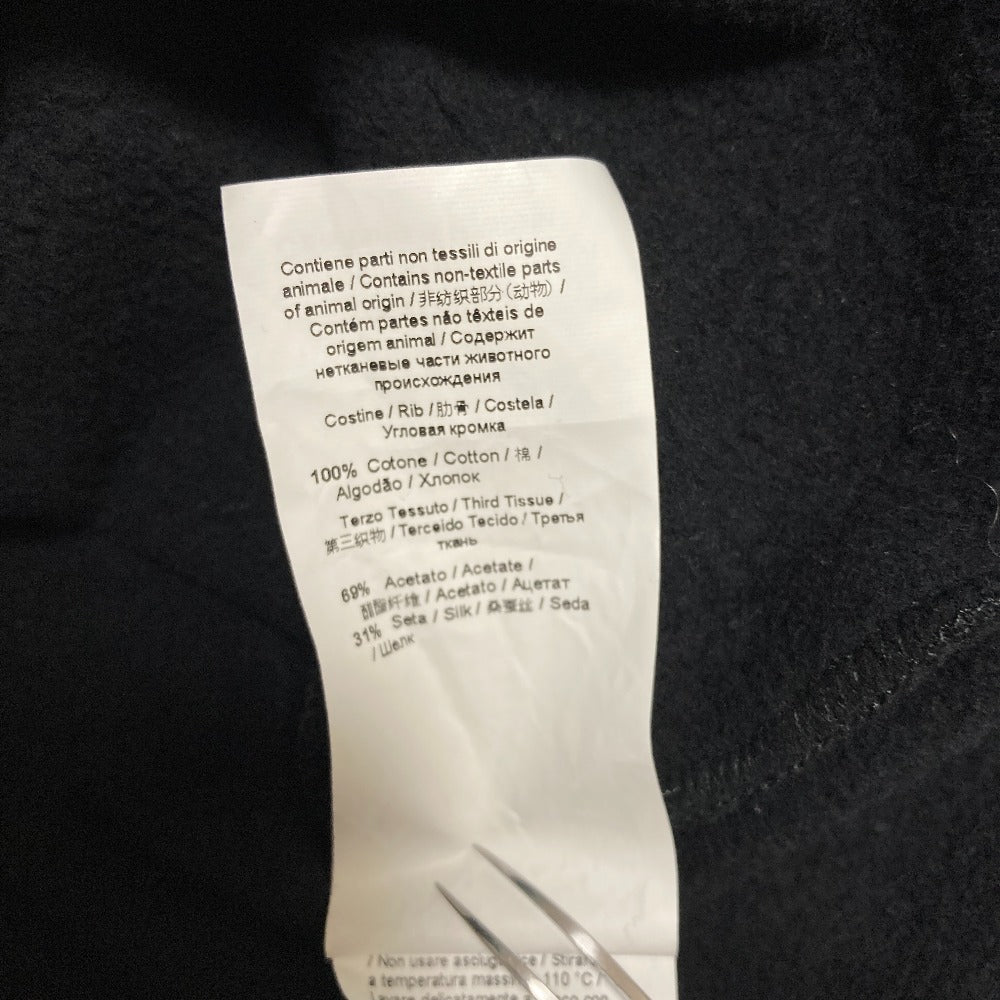 Contiene parti non tessili di origine
animale / Contains non-textile parts
of animal origin / 非纺织部分(动物) /
Contém partes não têxteis de
origem animal / Содержит
нетканевые части животного
происхождения
Costine / Rib / 肋骨 / Costela /
Угловая кромка
100% Cotone / Cotton / 棉 /
Algodão / Хлопок
Terzo Tessuto / Third Tissue /
第三织物 / Terceido Tecido / Третья
ткань
69% Acetato / Acetate /
醋酸纤维 / Acetato / Ацетат
31% Seta / Silk / 桑蚕丝 / Seda
/ Шелк
/ Non usare
a temperatura 110 °C /
Lavare delicatamente a